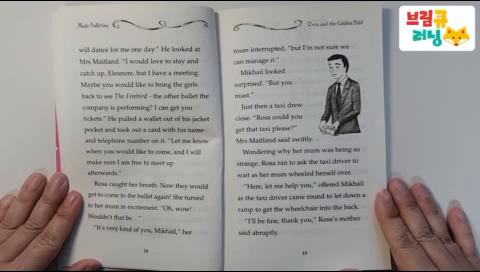 Magic Ballerina
will dance for me one day." He looked at
Mrs Maitland. "I would love to stay and
catch up, Eleanore, but I have a meeting.
Maybe you would like to bring the girls
back to see The Firebird – the other ballet
the company is performing? I can get you
tickets." He pulled a wallet out of his jacket
pocket and took out a card with his name
and telephone number on it. "Let me know
when you would like to come, and I will
make sure I am free to meet up
afterwards."
Rosa caught her breath. Now they would
get to come to the ballet again! She turned
to her mum in excitement. "Oh, wow!
Wouldn't that be…"
"It's very kind of you, Mikhail," her
18
Rosa and the Golden Bird
mum interrupted, "but I'm not sure we
can manage it."
Mikhail looked
surprised. "But you
must."
Just then a taxi drew
close. "Rosa could you
get that taxi please?"
Mrs Maitland said swiftly.
Wondering why her mum was being so
strange, Rosa ran to ask the taxi driver to
wait as her mum wheeled herself over.
"Here, let me help you," offered Mikhail
as the taxi driver came round to let down a
ramp to get the wheelchair into the back.
"I'll be fine, thank you," Rosa's mother
said abruptly.
19
브림큐
러닝